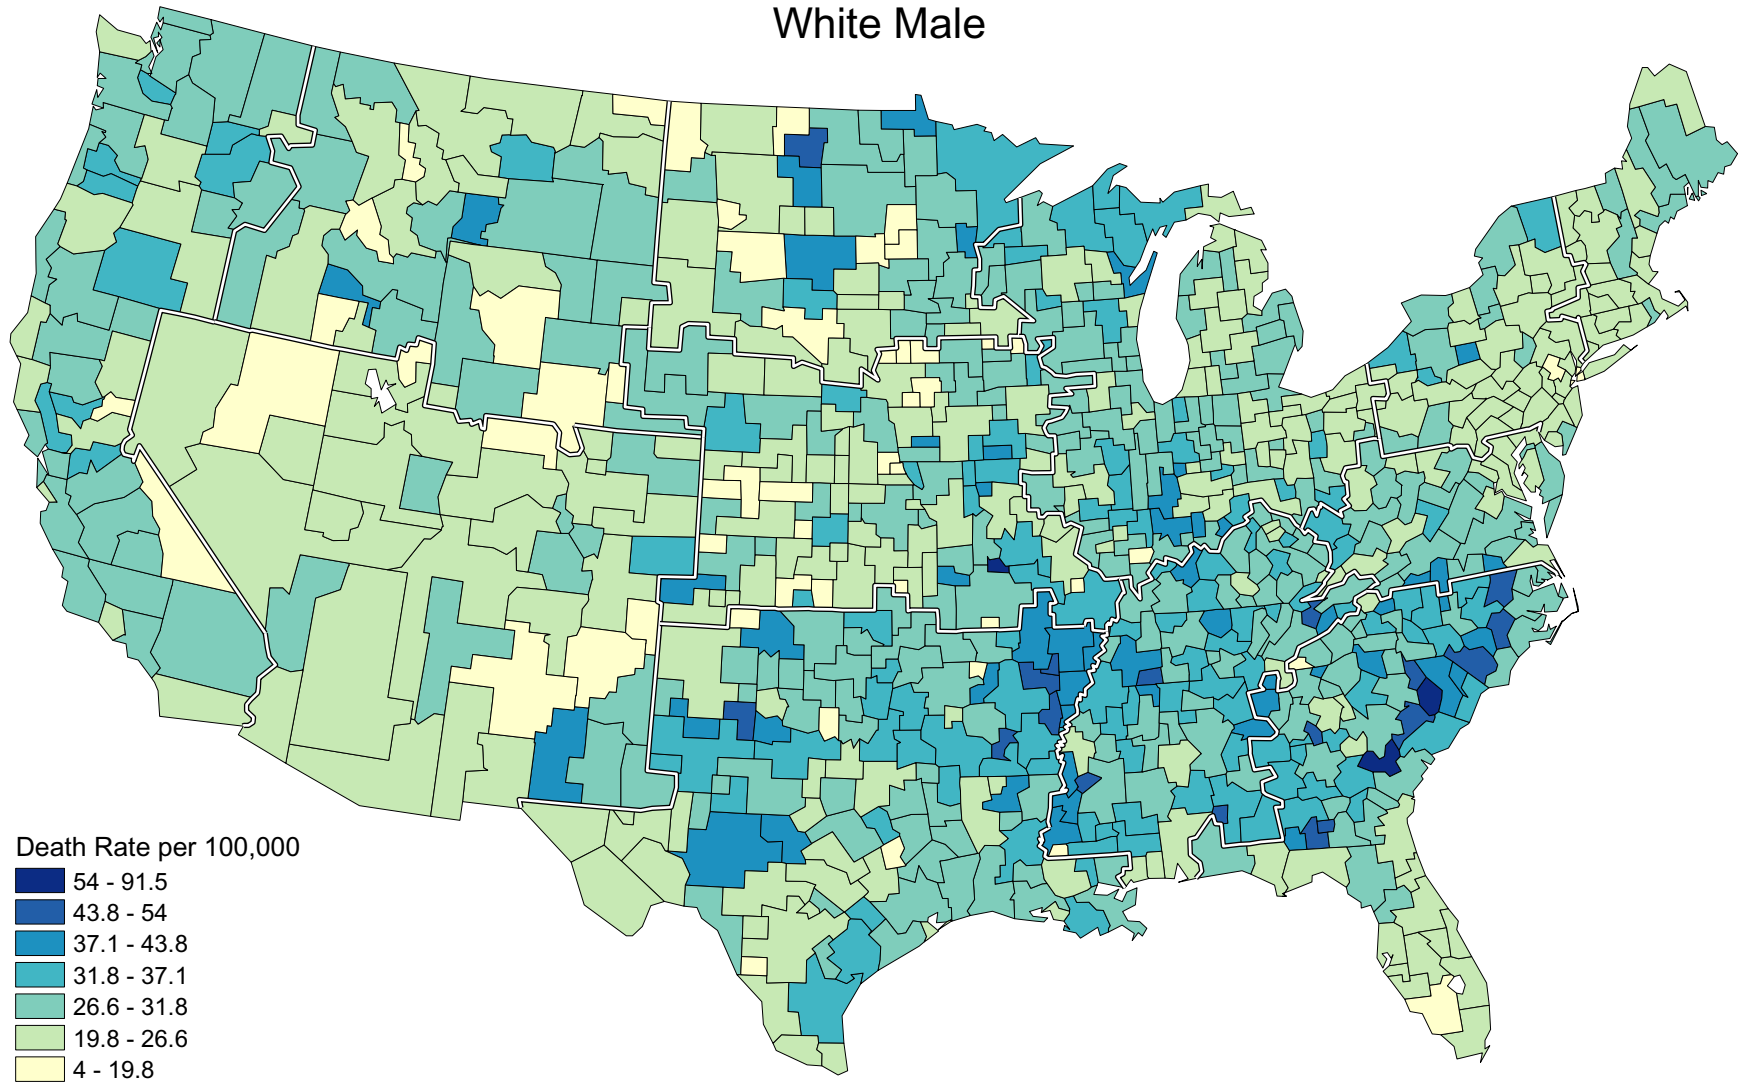 White Male
Death Rate per 100,000
54 - 91.5
43.8 - 54
37.1 - 43.8
31.8 - 37.1
26.6 - 31.8
19.8 - 26.6
4 - 19.8